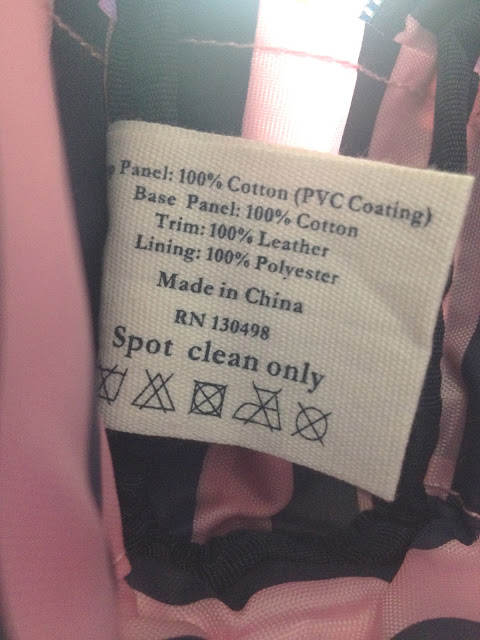 Panel: 100% Cotton (PVC Coating)
Base Panel: 100% Cotton
Trim: 100% Leather
Lining: 100% Polyester
Made in China
RN 130498
Spot clean only